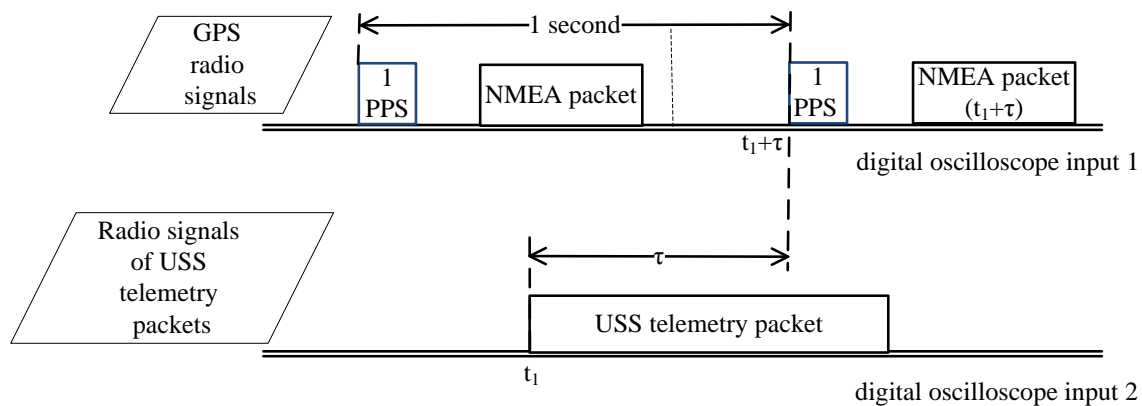 GPS
radio
signals
1 second
1
PPS
NMEA packet
1
PPS
NMEA packet
(t₁+τ)
t₁+τ
digital oscilloscope input 1
Radio signals
of USS
telemetry
packets
τ
USS telemetry packet
t₁
digital oscilloscope input 2